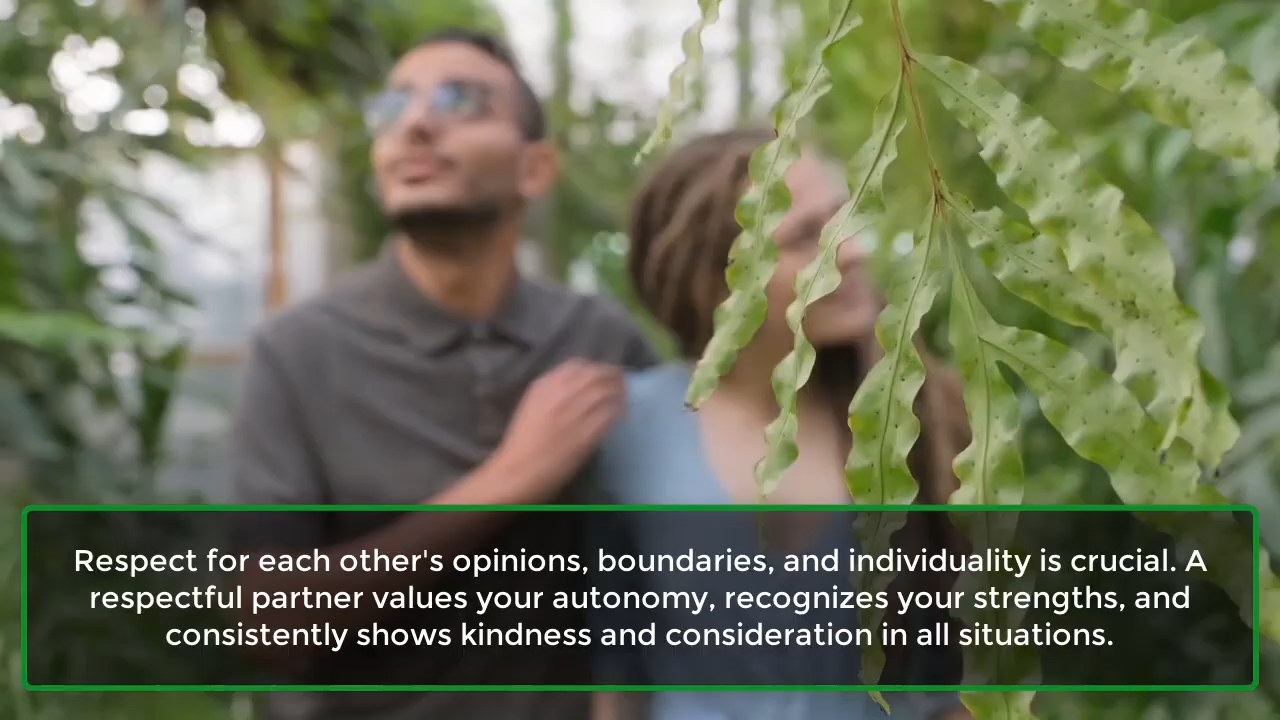 Respect for each other's opinions, boundaries, and individuality is crucial. A
respectful partner values your autonomy, recognizes your strengths, and
consistently shows kindness and consideration in all situations.